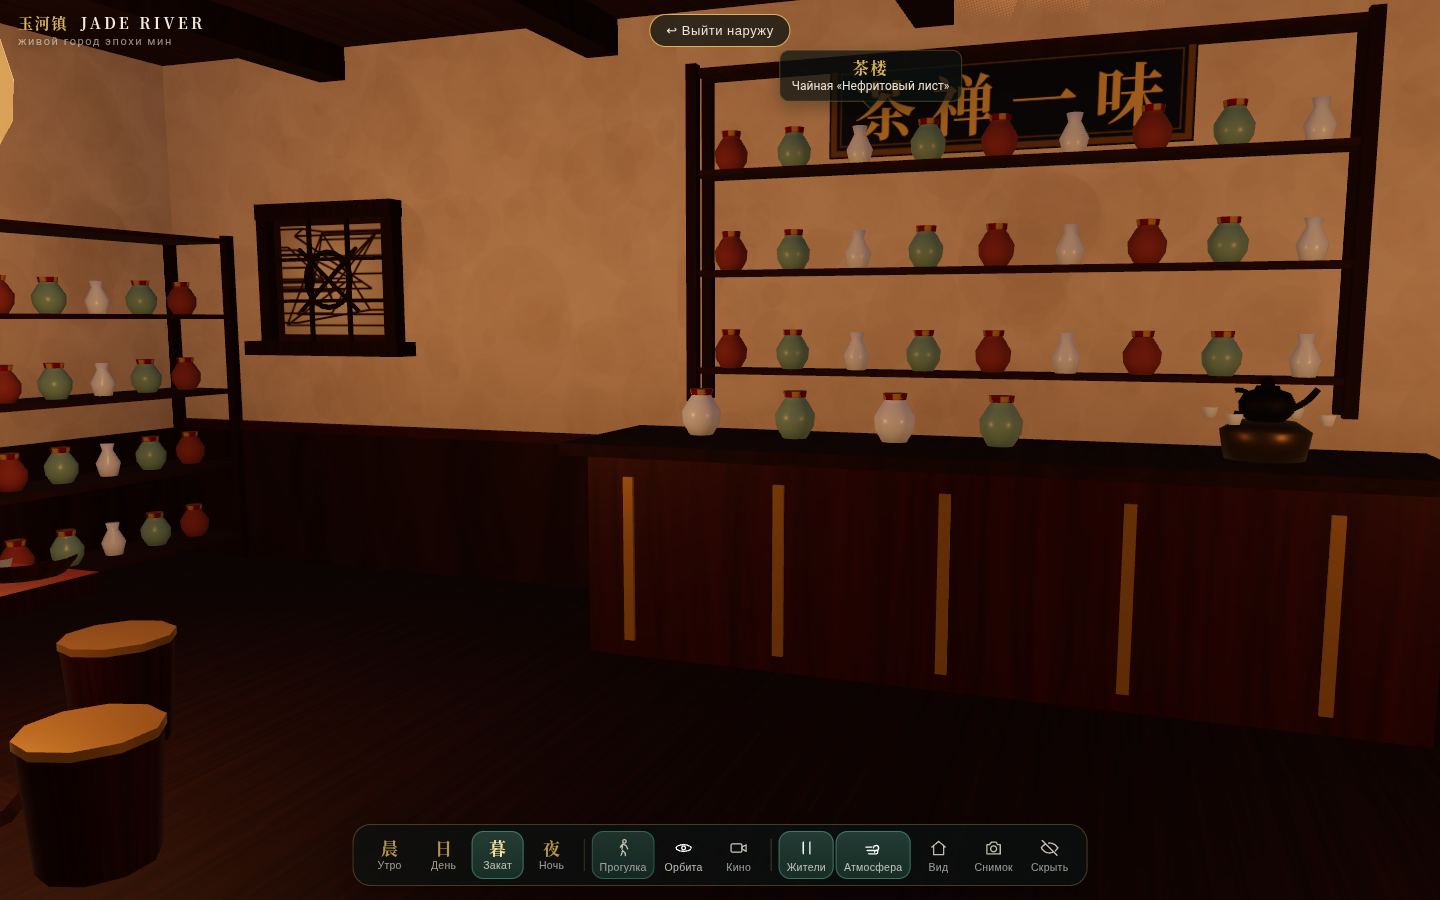 玉河镇 JADE RIVER
живой город эпохи мин
↩ Выйти наружу
茶楼
Чайная «Нефритовый лист»
茶禅一味
晨 日 暮 夜
Утро День Закат Ночь Прогулка Орбита Кино Жители Атмосфера Вид Снимок Скрыть